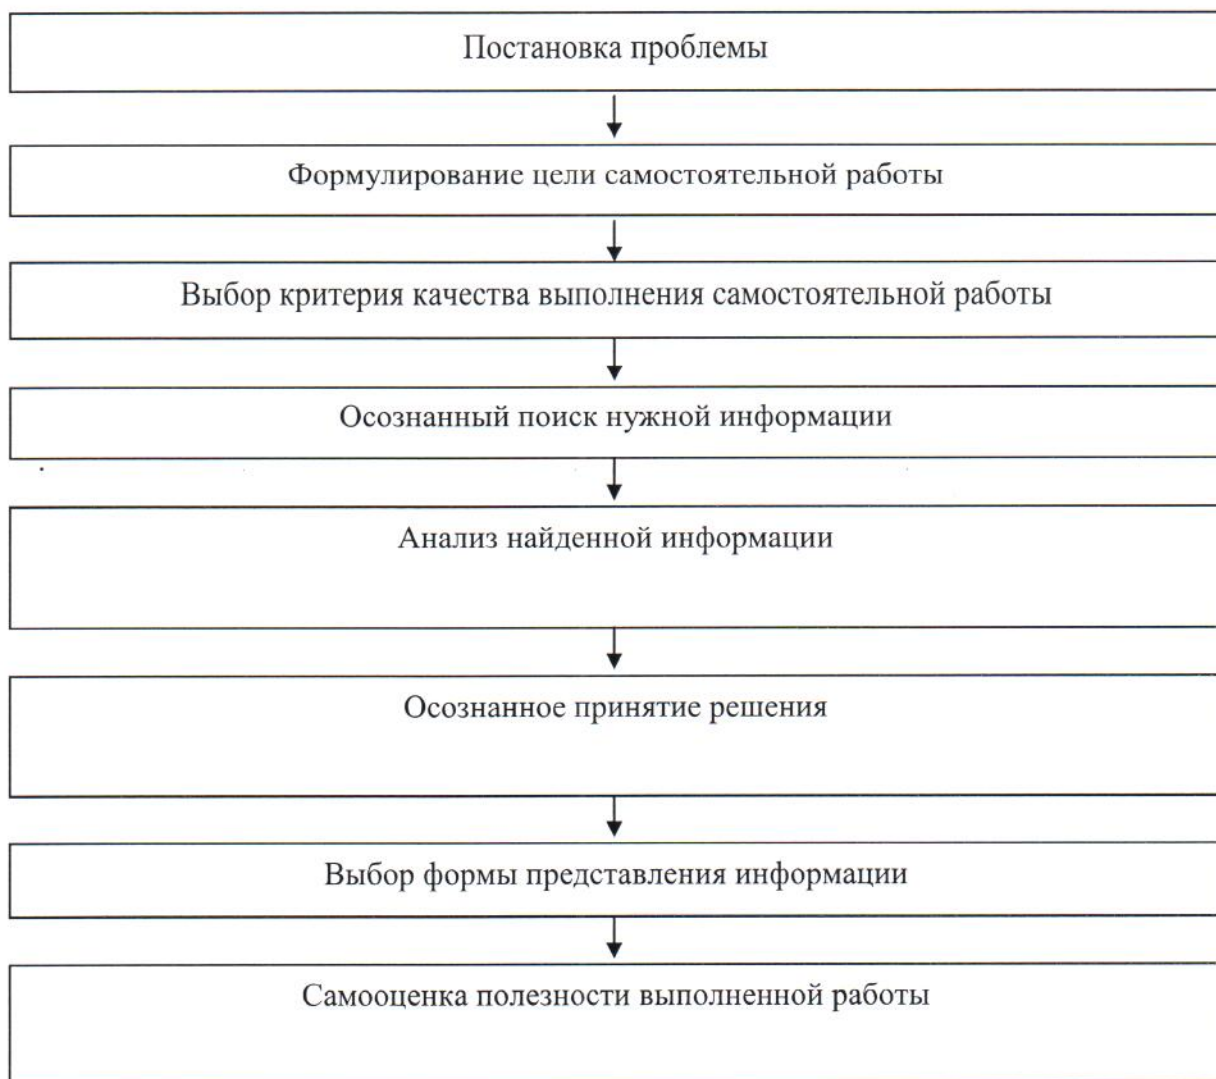 Постановка проблемы
Формулирование цели самостоятельной работы
Выбор критерия качества выполнения самостоятельной работы
Осознанный поиск нужной информации
Анализ найденной информации
Осознанное принятие решения
Выбор формы представления информации
Самооценка полезности выполненной работы